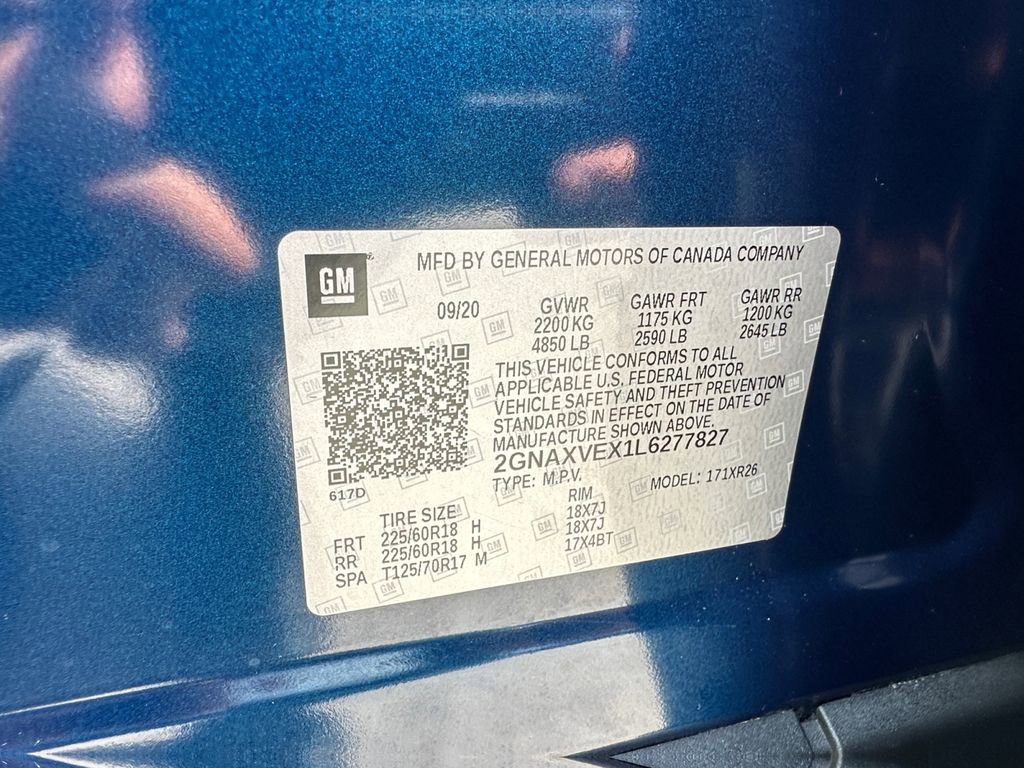 GM
MFD BY GENERAL MOTORS OF CANADA COMPANY
09/20 GVWR GAWR FRT GAWR RR
2200 KG 1175 KG 1200 KG
4850 LB 2590 LB 2645 LB
THIS VEHICLE CONFORMS TO ALL
APPLICABLE U.S. FEDERAL MOTOR
VEHICLE SAFETY AND THEFT PREVENTION
STANDARDS IN EFFECT ON THE DATE OF
MANUFACTURE SHOWN ABOVE.
2GNAXVEX1L6277827
TYPE: M.P.V. MODEL: 171XR26
617D
TIRE SIZE RIM
FRT 225/60R18 H 18X7J
RR 225/60R18 H 18X7J
SPA T125/70R17 M 17X4BT